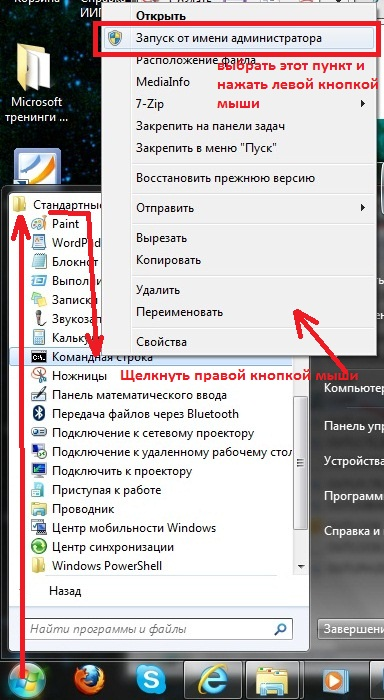 Открыть
Запуск от имени администратора
Расположение файла
выбрать этот пункт и
нажать левой кнопкой
мыши
MediaInfo
7-Zip
Закрепить на панели задач
Закрепить в меню "Пуск"
Восстановить прежнюю версию
Отправить
Вырезать
Копировать
Удалить
Переименовать
Свойства
Microsoft
тренинги ...
Стандартные
Paint
WordPad
Блокнот
Выполни
Записки
Звукозап
Кальку
Командная строка
Щелкнуть правой кнопкой мыши
Ножницы
Панель математического ввода
Передача файлов через Bluetooth
Подключение к сетевому проектору
Подключение к удаленному рабочему стол
Подключить к проектору
Приступая к работе
Проводник
Центр мобильности Windows
Центр синхронизации
Windows PowerShell
Назад
Найти программы и файлы
Компьютер
Панель упр
Устройства
Программ
Справка и
Завершени